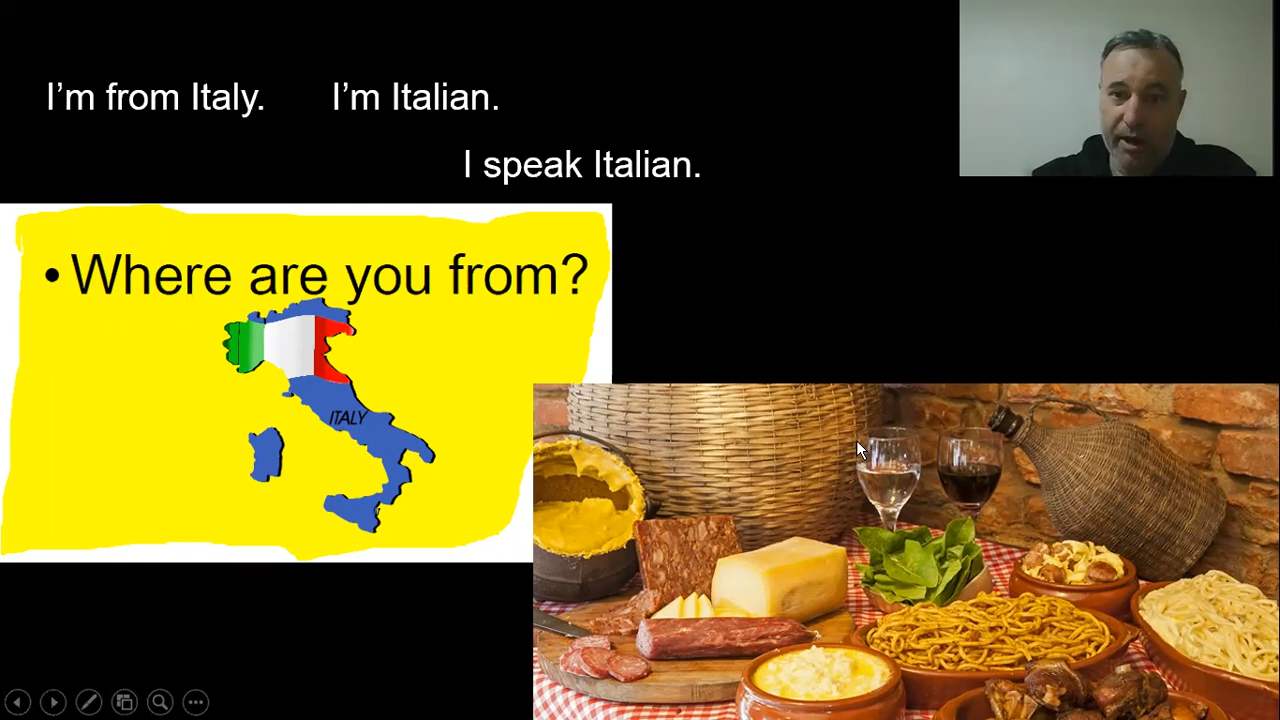 I'm from Italy. I'm Italian.
I speak Italian.
• Where are you from?
ITALY